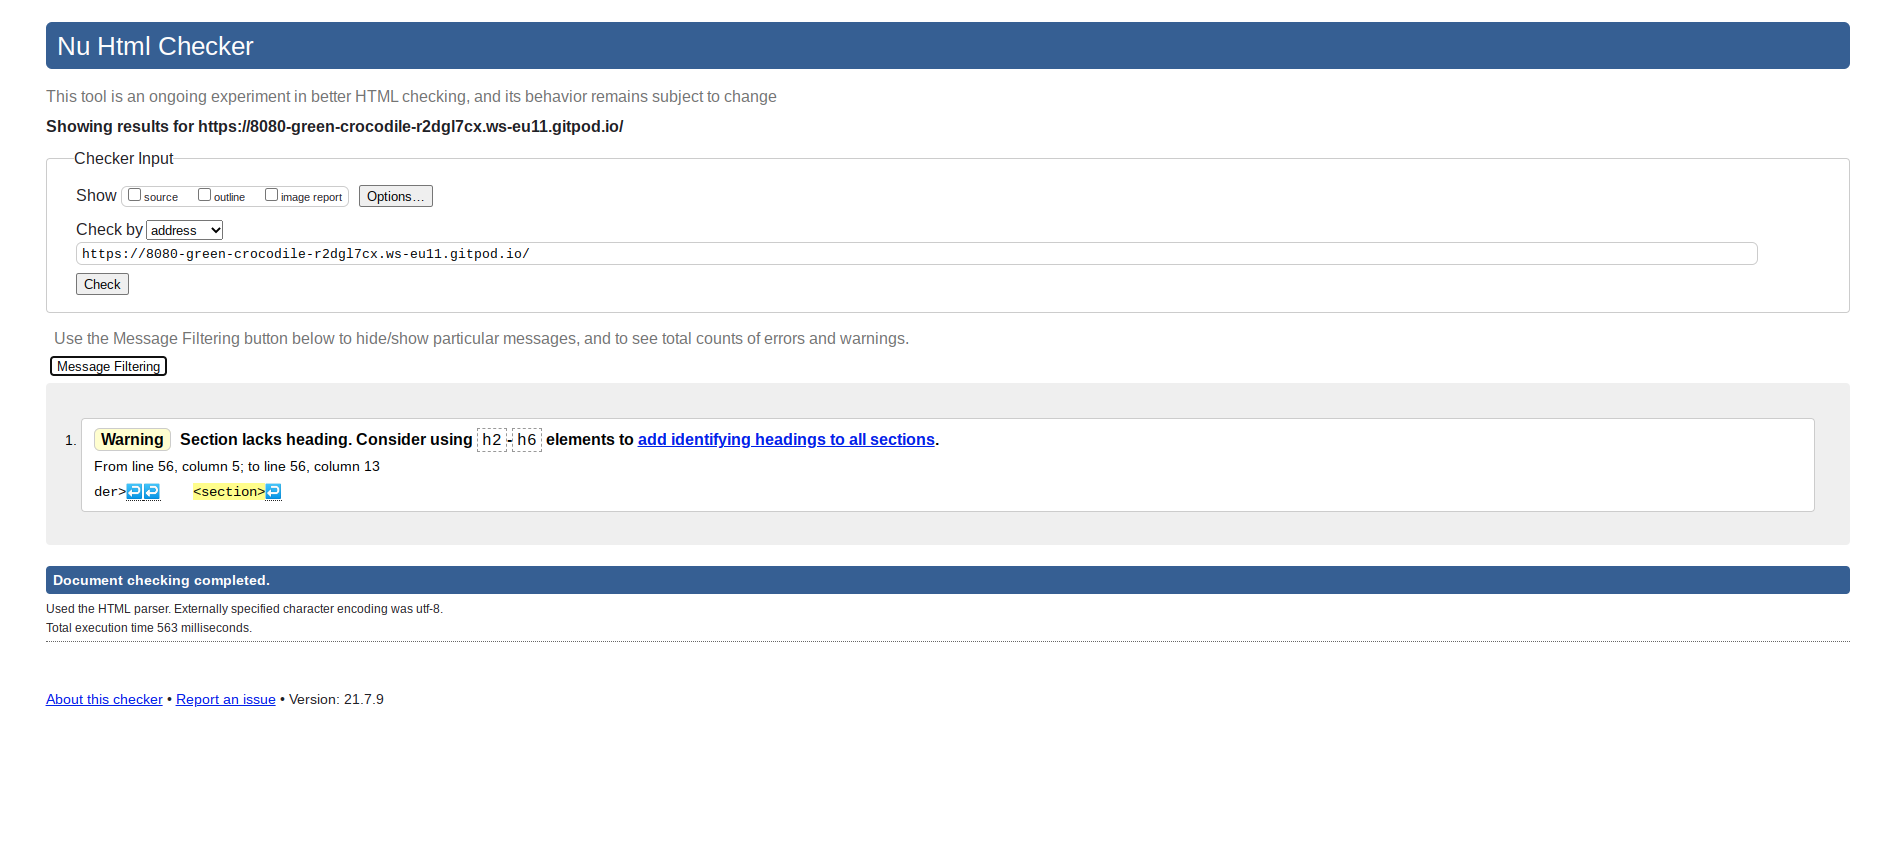 Nu Html Checker
This tool is an ongoing experiment in better HTML checking, and its behavior remains subject to change
Showing results for https://8080-green-crocodile-r2dgl7cx.ws-eu11.gitpod.io/
Checker Input
Show source outline image report Options...
Check by address
https://8080-green-crocodile-r2dgl7cx.ws-eu11.gitpod.io/
Check
Use the Message Filtering button below to hide/show particular messages, and to see total counts of errors and warnings.
Message Filtering
1. Warning Section lacks heading. Consider using h2-h6 elements to add identifying headings to all sections.
From line 56, column 5; to line 56, column 13
der>↩↩    <section>↩
Document checking completed.
Used the HTML parser. Externally specified character encoding was utf-8.
Total execution time 563 milliseconds.
About this checker • Report an issue • Version: 21.7.9